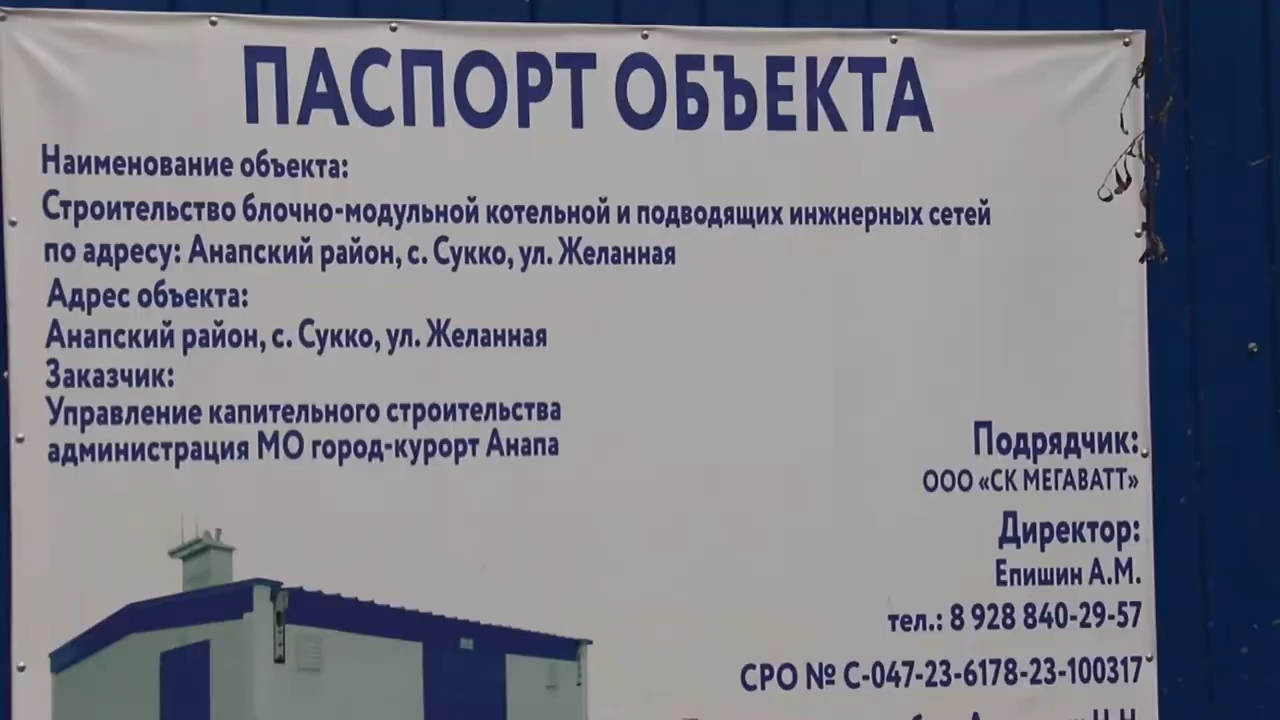 ПАСПОРТ ОБЪЕКТА
Наименование объекта:
Строительство блочно-модульной котельной и подводящих инжнерных сетей
по адресу: Анапский район, с. Сукко, ул. Желанная
Адрес объекта:
Анапский район, с. Сукко, ул. Желанная
Заказчик:
Управление капительного строительства
администрация МО город-курорт Анапа
Подрядчик:
ООО «СК МЕГАВАТТ»
Директор:
Епишин А.М.
тел.: 8 928 840-29-57
СРО № С-047-23-6178-23-100317